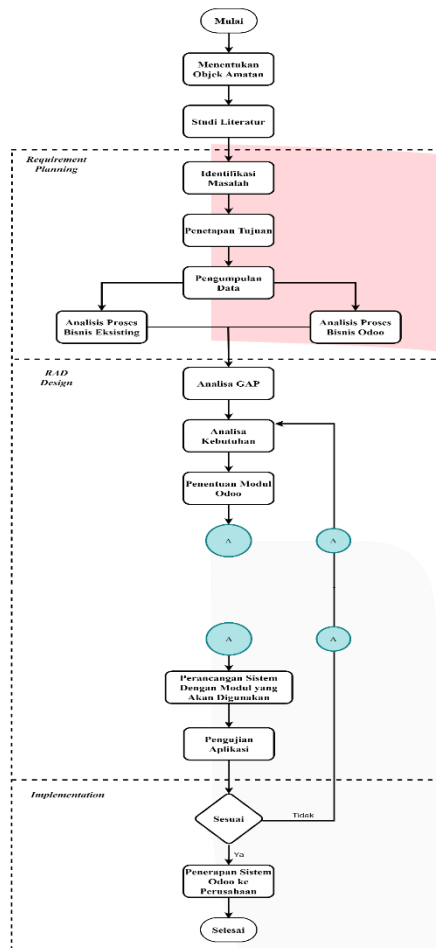 Mulai
Menentukan
Objek Amatan
Studi Literatur
Requirement
Planning
Identifikasi
Masalah
Penetapan Tujuan
Pengumpulan
Data
Analisis Proses
Bisnis Eksisting
Analisis Proses
Bisnis Odoo
RAD
Design
Analisa GAP
Analisa
Kebutuhan
Penentuan Modul
Odoo
A
A
A
A
Perancangan Sistem
Dengan Modul yang
Akan Digunakan
Pengujian
Aplikasi
Implementation
Sesuai
Tidak
Ya
Penerapan Sistem
Odoo ke
Perusahaan
Selesai